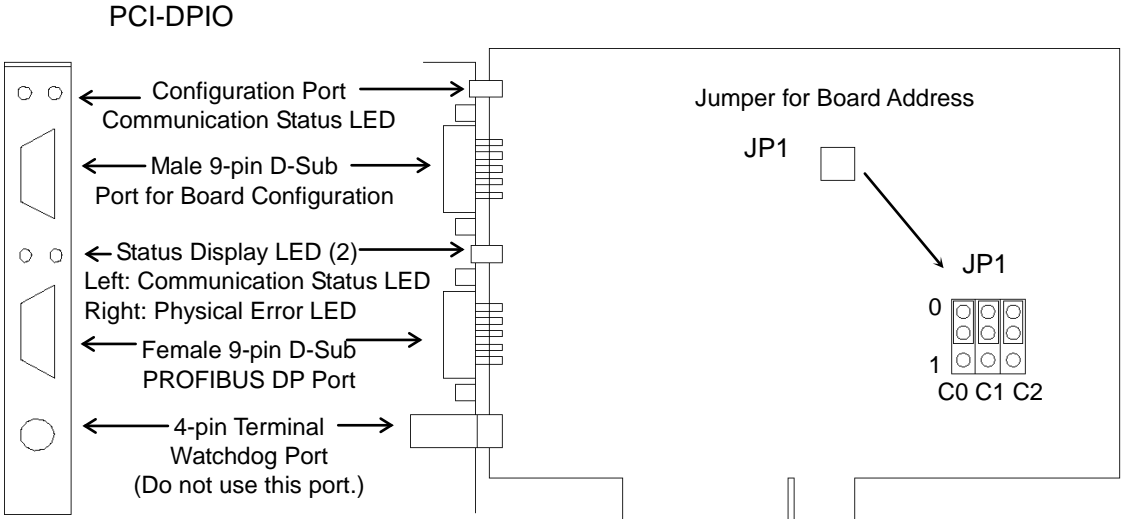 PCI-DPIO
Configuration Port
Communication Status LED
Male 9-pin D-Sub
Port for Board Configuration
Status Display LED (2)
Left: Communication Status LED
Right: Physical Error LED
Female 9-pin D-Sub
PROFIBUS DP Port
4-pin Terminal
Watchdog Port
(Do not use this port.)
Jumper for Board Address
JP1
JP1
0
1
C0 C1 C2